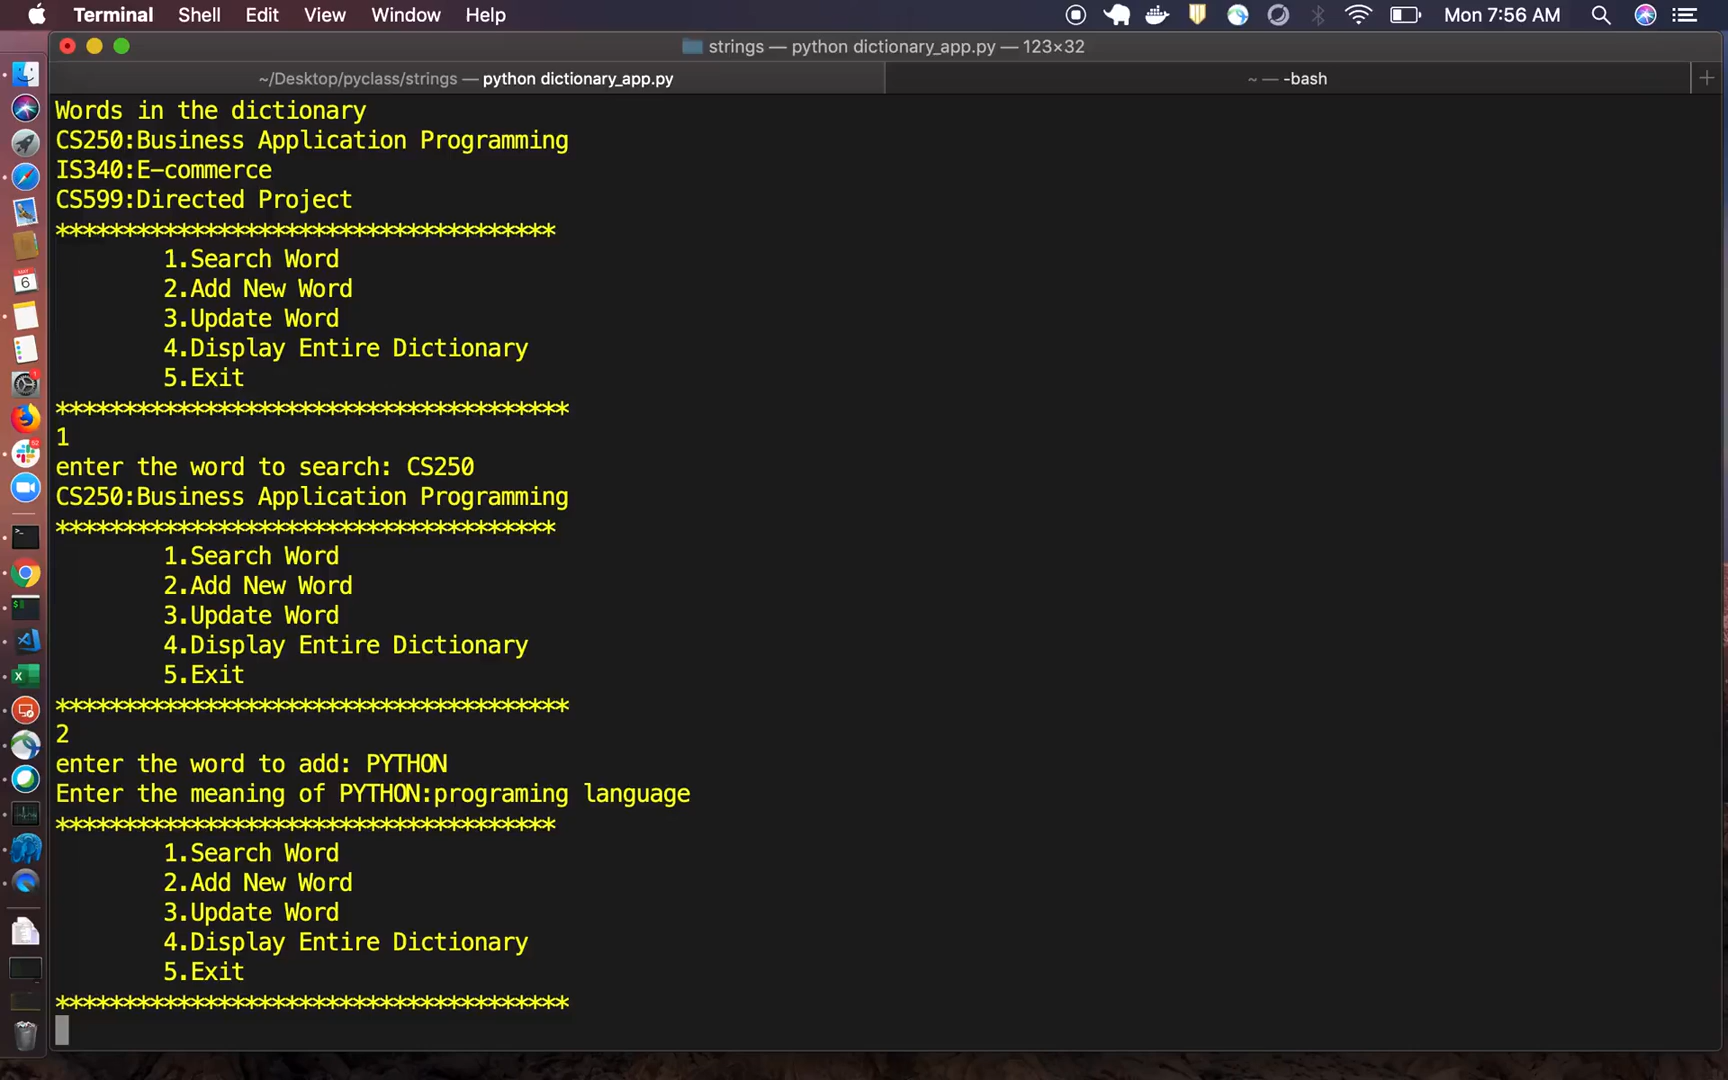 Terminal Shell Edit View Window Help Mon 7:56 AM
strings — python dictionary_app.py — 123×32
~/Desktop/pyclass/strings — python dictionary_app.py ~ — -bash
Words in the dictionary
CS250:Business Application Programming
IS340:E-commerce
CS599:Directed Project
*************************************
1.Search Word
2.Add New Word
3.Update Word
4.Display Entire Dictionary
5.Exit
**************************************
1
enter the word to search: CS250
CS250:Business Application Programming
*************************************
1.Search Word
2.Add New Word
3.Update Word
4.Display Entire Dictionary
5.Exit
**************************************
2
enter the word to add: PYTHON
Enter the meaning of PYTHON:programing language
*************************************
1.Search Word
2.Add New Word
3.Update Word
4.Display Entire Dictionary
5.Exit
**************************************